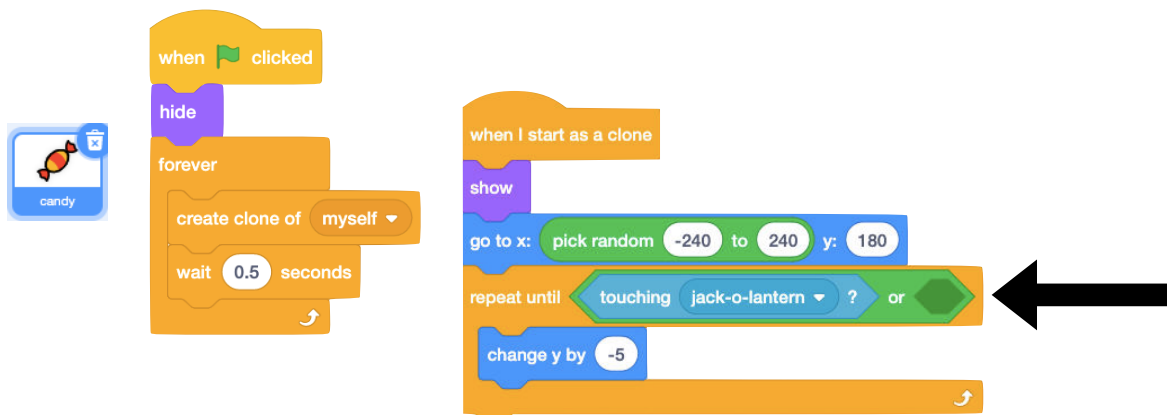 candy
when clicked
hide
forever
create clone of myself
wait 0.5 seconds
when I start as a clone
show
go to x: pick random -240 to 240 y: 180
repeat until touching jack-o-lantern ? or
change y by -5